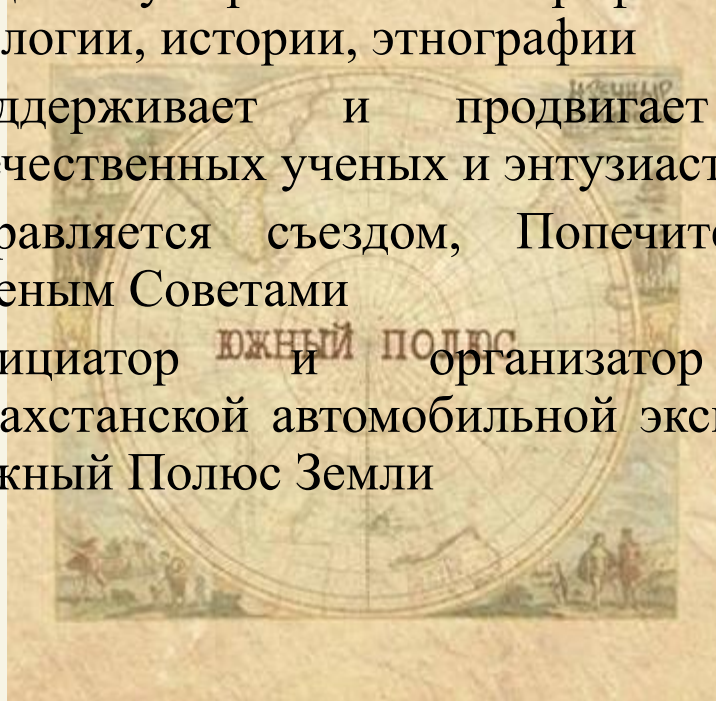 логии, истории, этнографии
ддерживает и продвигает
чественных ученых и энтузиаст
равляется съездом, Попечит
еным Советами
ЮЖНЫЙ ПОЛЮС
ициатор и организатор
ахстанской автомобильной экс
жный Полюс Земли